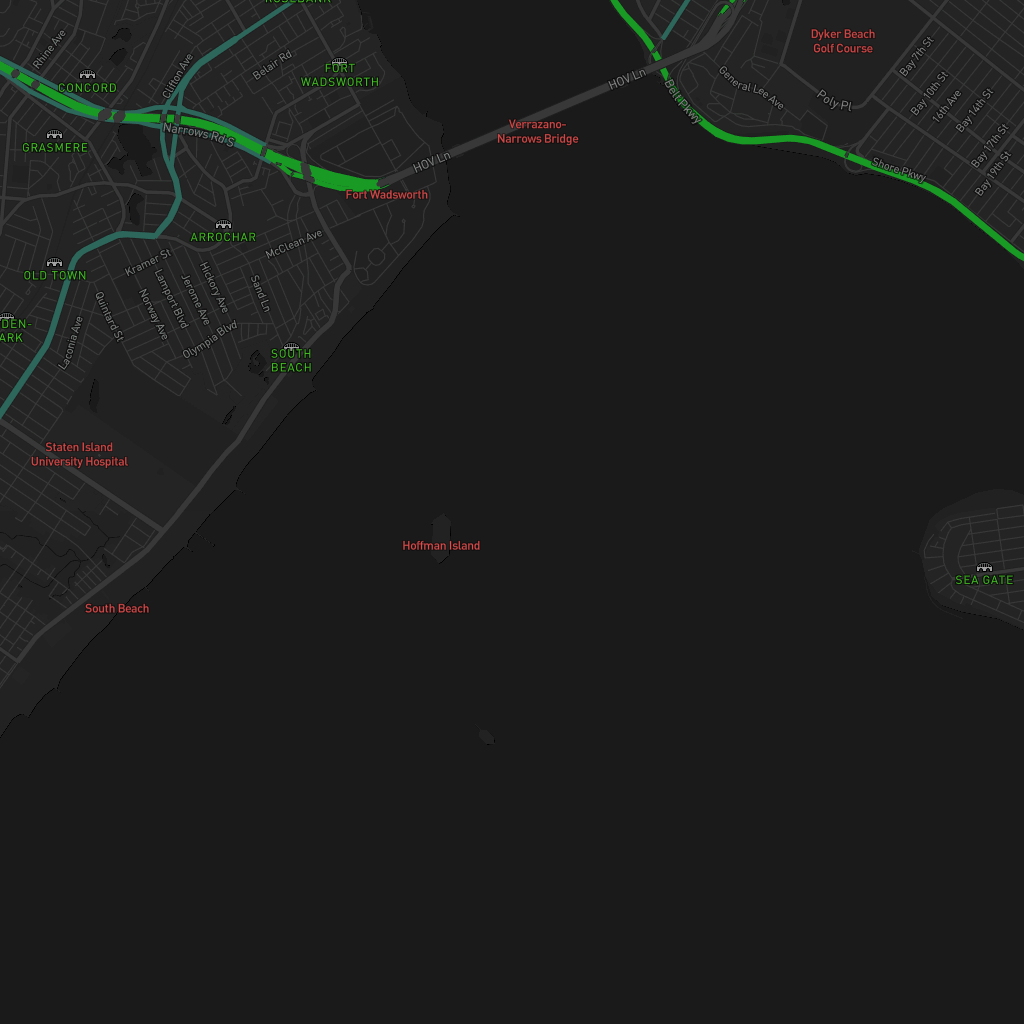 Rhine Ave
CONCORD
Clifton Ave
Belair Rd
FORT
WADSWORTH
HOV Ln
Belt Pkwy
General Lee Ave
Poly Pl
Dyker Beach
Golf Course
Bay 7th St
Bay 10th St
16th Ave
Bay 14th St
Bay 17th St
Bay 19th St
Shore Pkwy
GRASMERE
Narrows Rd S
Verrazano-
Narrows Bridge
HOV Ln
Fort Wadsworth
ARROCHAR
McClean Ave
OLD TOWN
Kramer St
Lamport Blvd
Jerome Ave
Hickory Ave
Sand Ln
Quinlard St
Norway Ave
Olympia Blvd
Laconia Ave
DEN-
ARK
SOUTH
BEACH
Staten Island
University Hospital
Hoffman Island
SEA GATE
South Beach